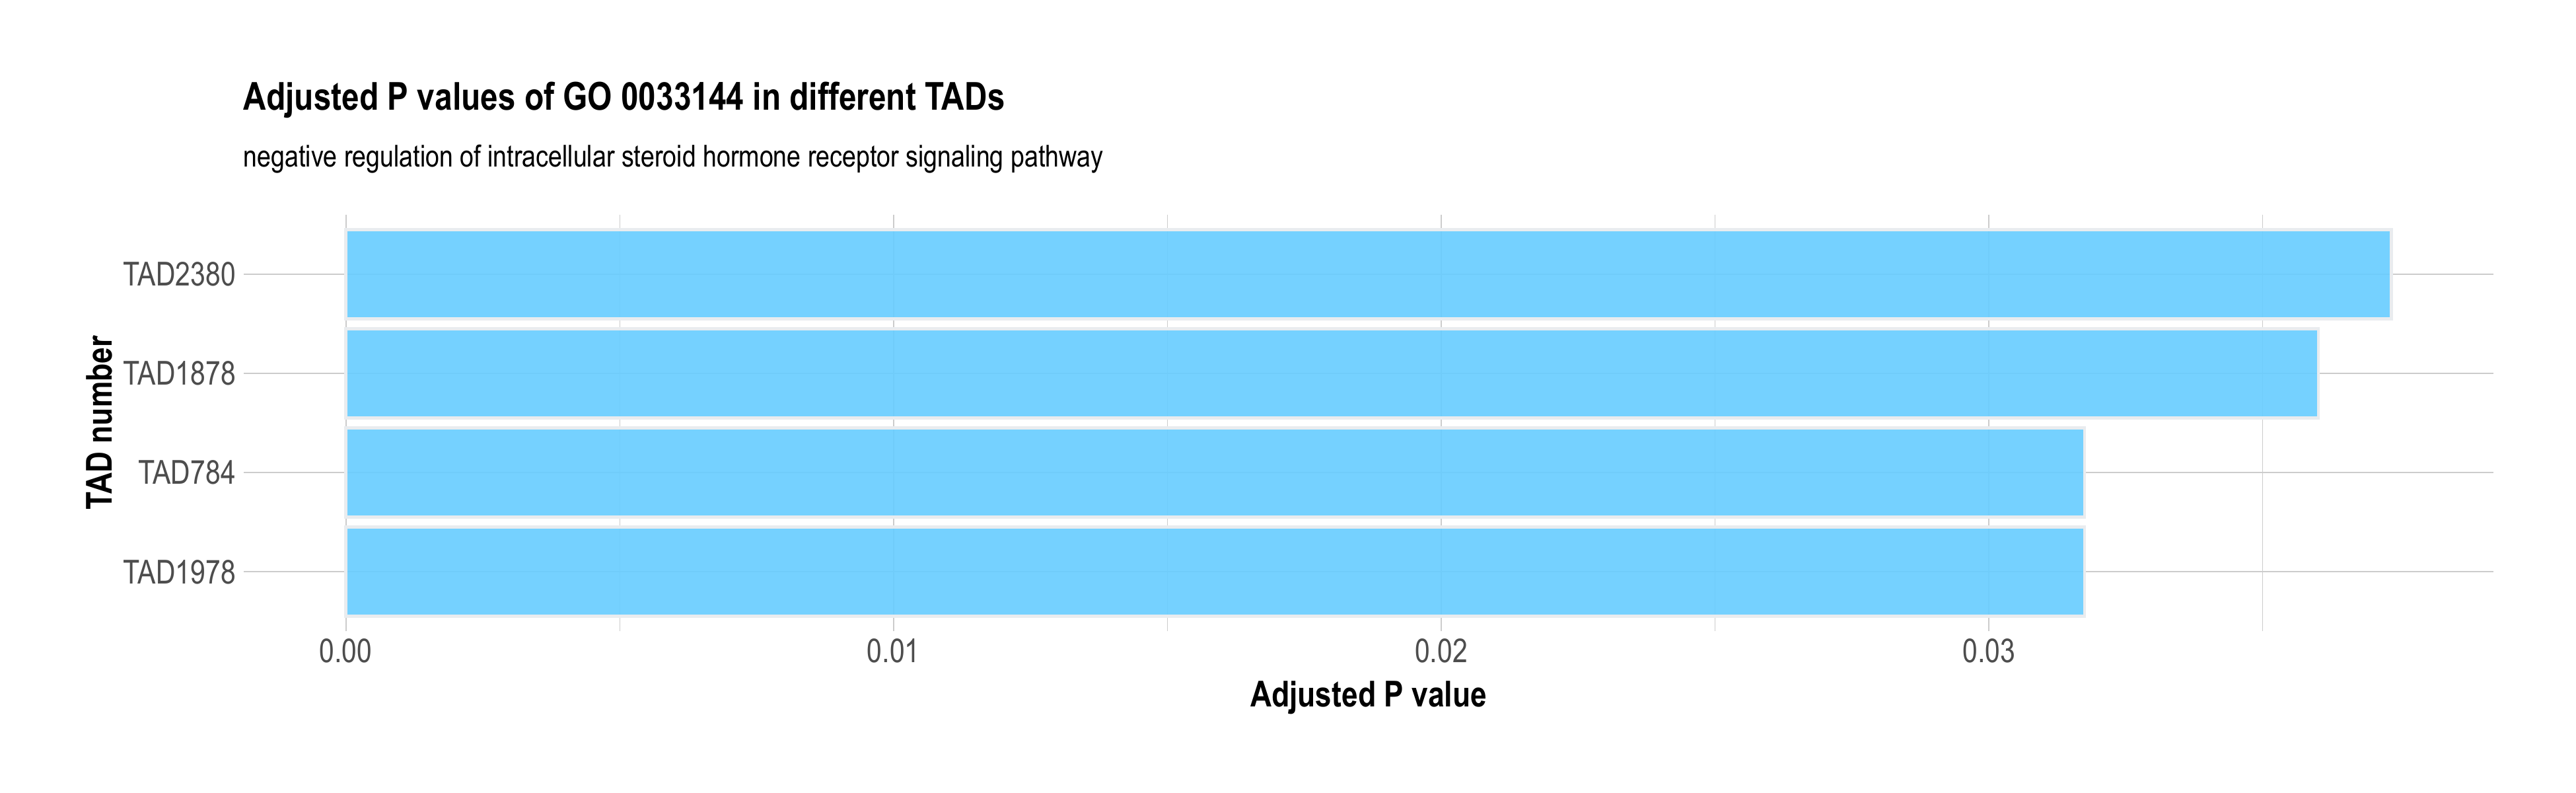 Adjusted P values of GO 0033144 in different TADs
negative regulation of intracellular steroid hormone receptor signaling pathway
TAD number
TAD2380
TAD1878
TAD784
TAD1978
0.00 0.01 0.02 0.03
Adjusted P value